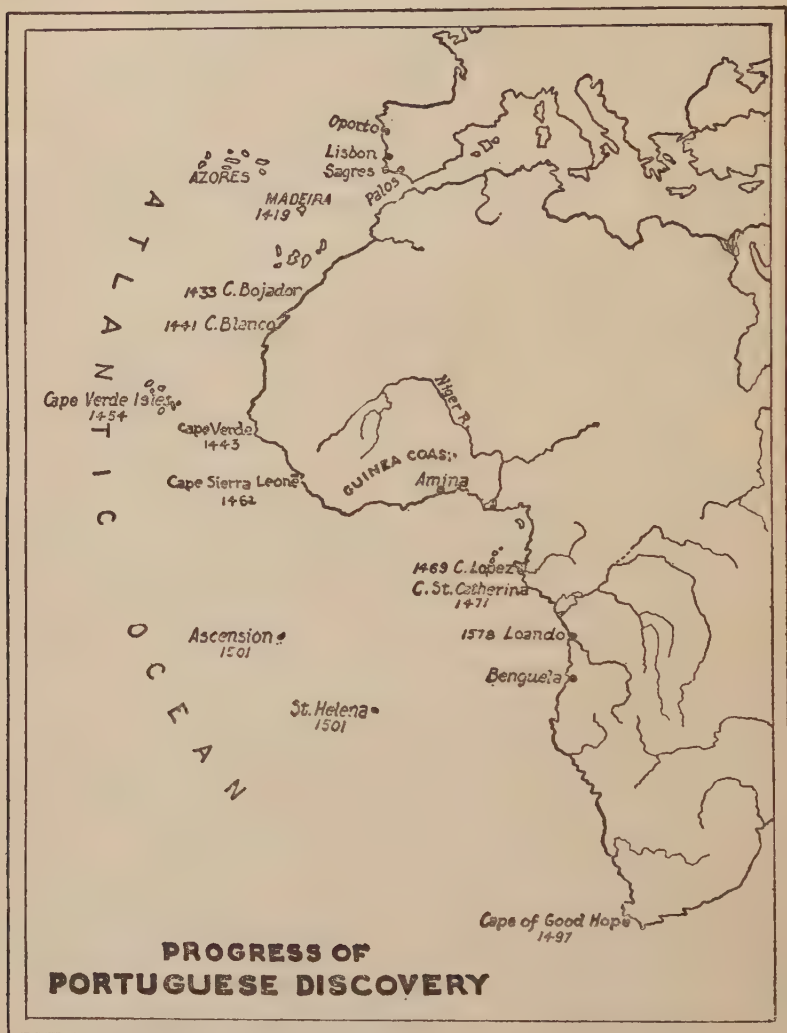 Oporto
Lisbon
Sagres
Palos
AZORES
MADEIRA
1419
1433 C. Bojador
1441 C. Blanco
Cape Verde Isles
1454
Cape Verde
1443
Cape Sierra Leone
1462
Niger R.
GUINEA COAST
Amina
1469 C. Lopez
C. St. Catherina
1471
Ascension
1501
1578 Loando
Benguela
St. Helena
1501
ATLANTIC
OCEAN
Cape of Good Hope
1497
PROGRESS OF
PORTUGUESE DISCOVERY